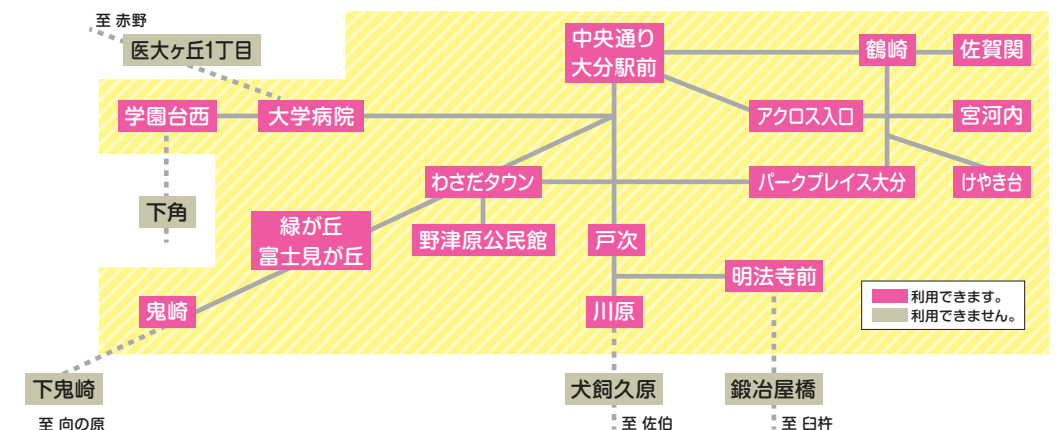 至 赤野
医大ヶ丘1丁目
中央通り
大分駅前
鶴崎
佐賀関
学園台西
大学病院
アクロス入口
宮河内
わさだタウン
パークプレイス大分
けやき台
下角
緑が丘
富士見が丘
野津原公民館
戸次
明法寺前
鬼崎
川原
利用できます。
利用できません。
下鬼崎
犬飼久原
鍛冶屋橋
至 向の原
至 佐伯
至 臼杵